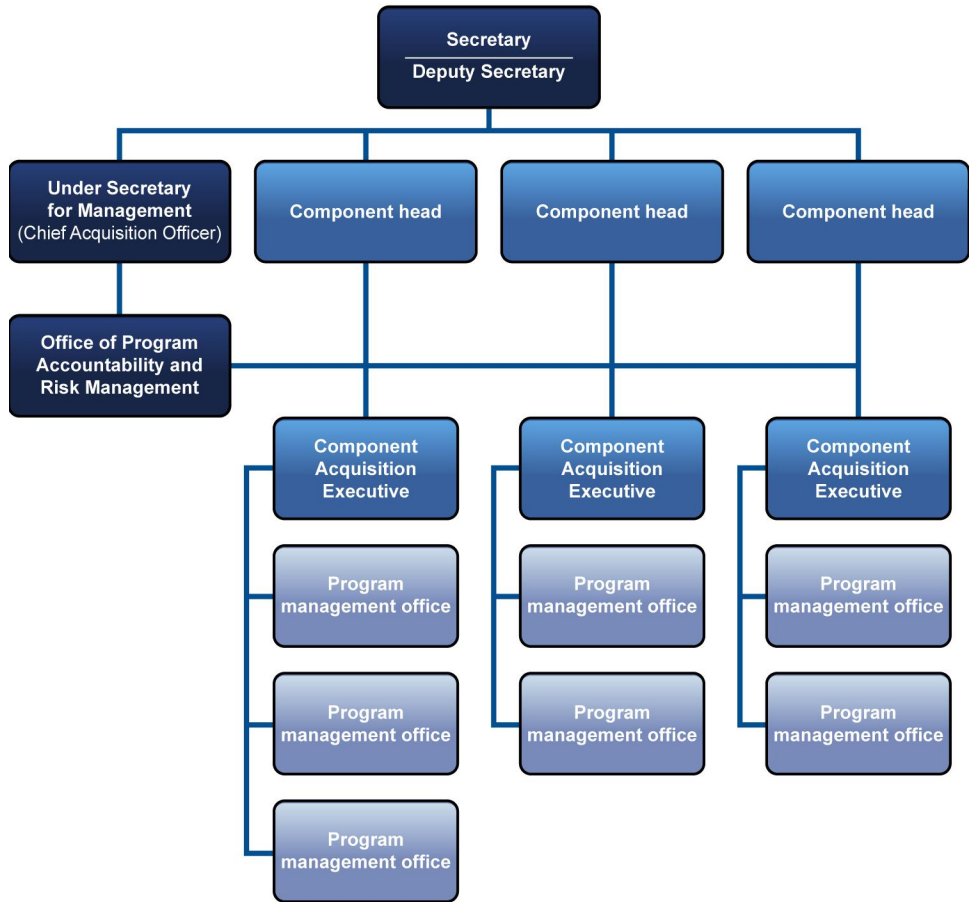 Secretary
Deputy Secretary
Under Secretary
for Management
(Chief Acquisition Officer)
Component head
Component head
Component head
Office of Program
Accountability and
Risk Management
Component
Acquisition
Executive
Component
Acquisition
Executive
Component
Acquisition
Executive
Program
management office
Program
management office
Program
management office
Program
management office
Program
management office
Program
management office
Program
management office